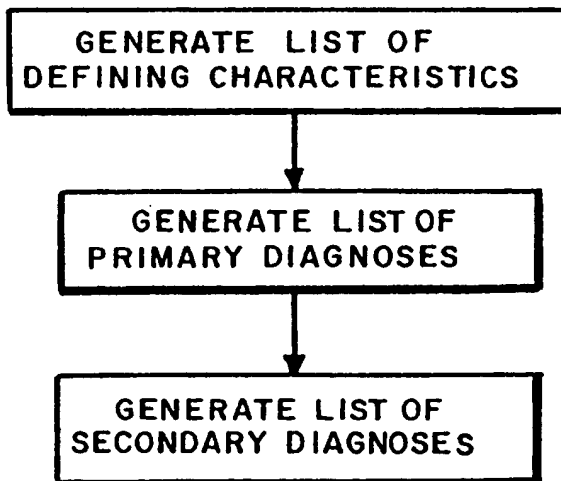 GENERATE LIST OF
DEFINING CHARACTERISTICS
GENERATE LIST OF
PRIMARY DIAGNOSES
GENERATE LIST OF
SECONDARY DIAGNOSES